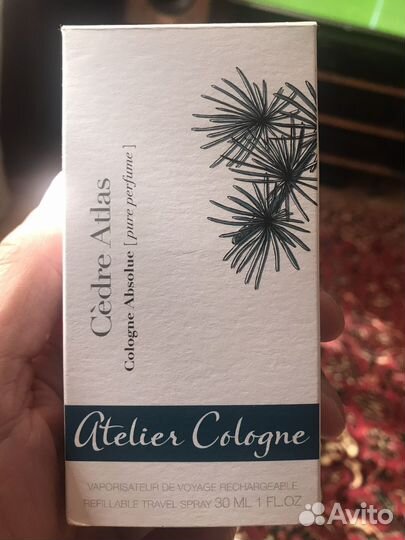 Cèdre Atlas
Cologne Absolue [pure perfume]
Atelier Cologne
VAPORISATEUR DE VOYAGE RECHARGEABLE
REFILLABLE TRAVEL SPRAY 30 ML 1 FL.OZ
Avito